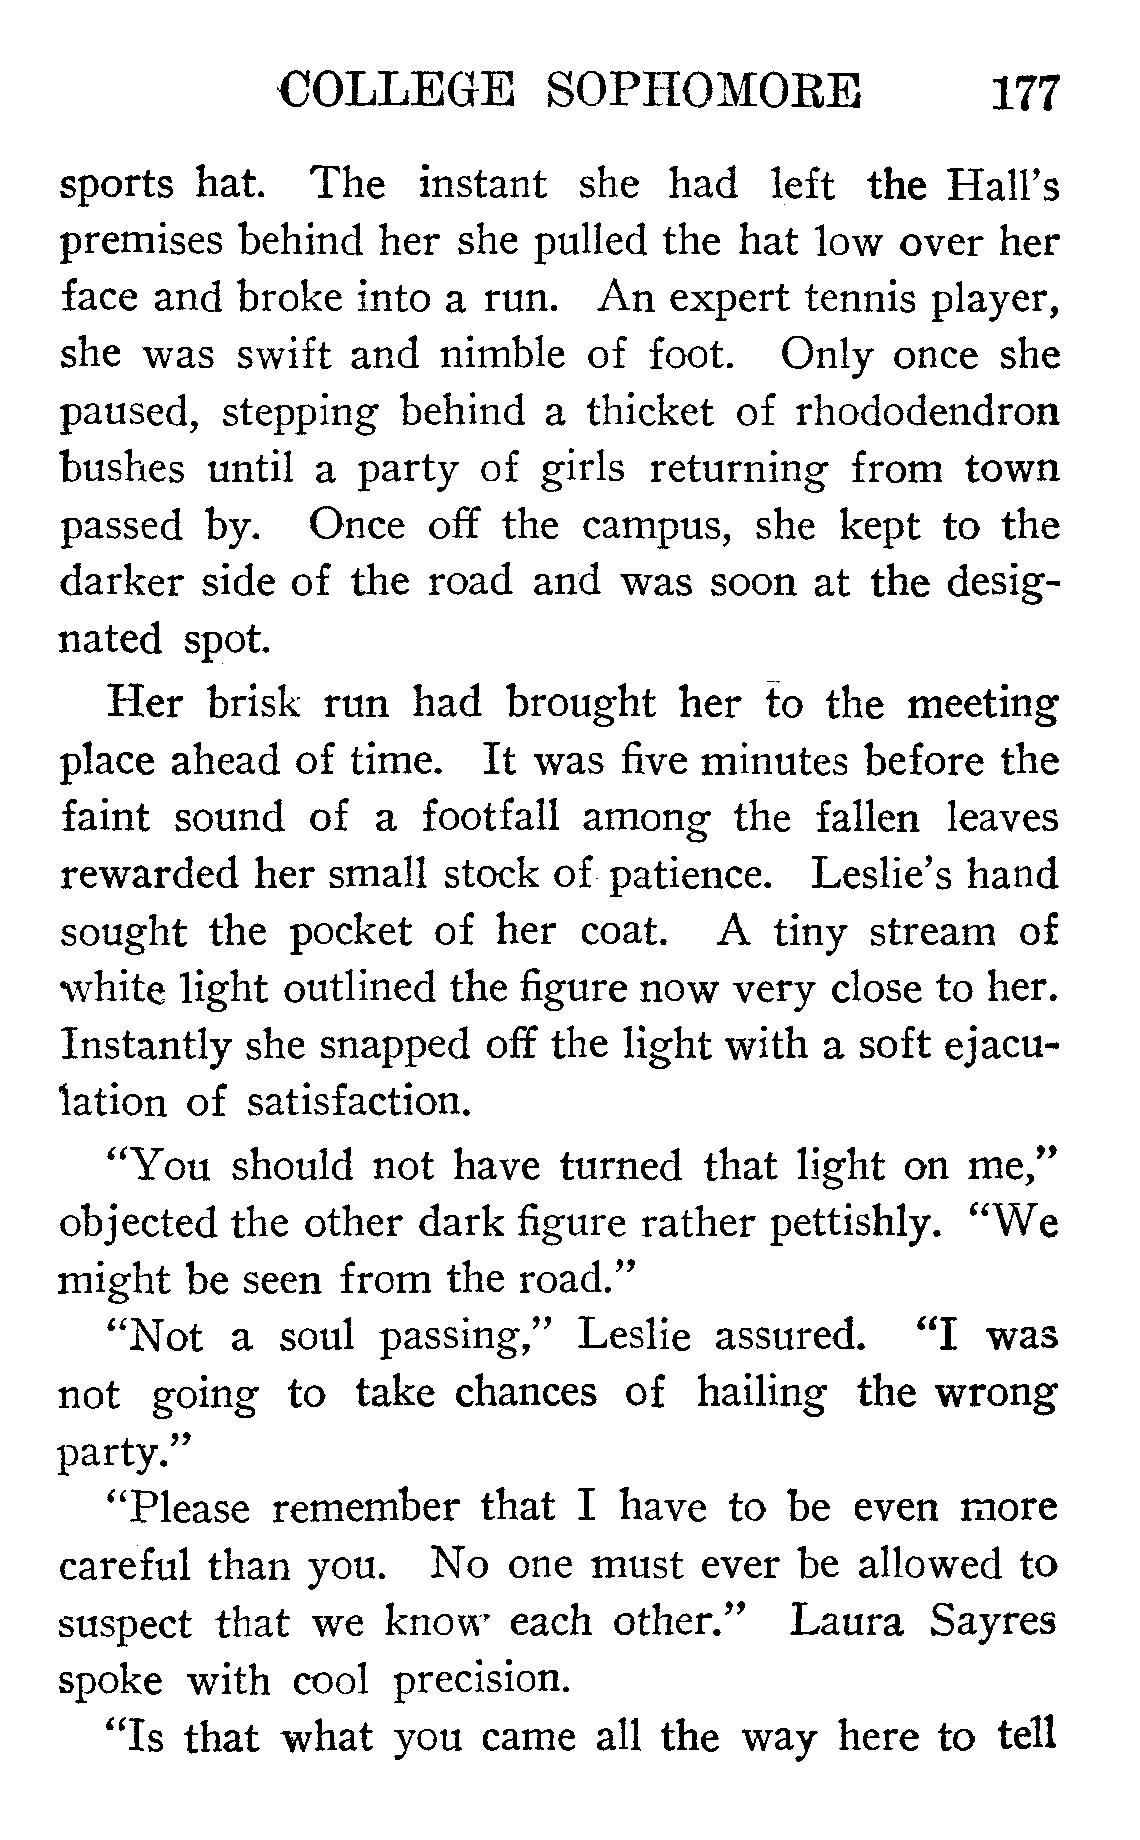 COLLEGE SOPHOMORE 177
sports hat. The instant she had left the Hall's
premises behind her she pulled the hat low over her
face and broke into a run. An expert tennis player,
she was swift and nimble of foot. Only once she
paused, stepping behind a thicket of rhododendron
bushes until a party of girls returning from town
passed by. Once off the campus, she kept to the
darker side of the road and was soon at the desig-
nated spot.
Her brisk run had brought her to the meeting
place ahead of time. It was five minutes before the
faint sound of a footfall among the fallen leaves
rewarded her small stock of patience. Leslie's hand
sought the pocket of her coat. A tiny stream of
white light outlined the figure now very close to her.
Instantly she snapped off the light with a soft ejacu-
lation of satisfaction.
"You should not have turned that light on me,"
objected the other dark figure rather pettishly. "We
might be seen from the road."
"Not a soul passing," Leslie assured. "I was
not going to take chances of hailing the wrong
party."
"Please remember that I have to be even more
careful than you. No one must ever be allowed to
suspect that we know each other." Laura Sayres
spoke with cool precision.
"Is that what you came all the way here to tell